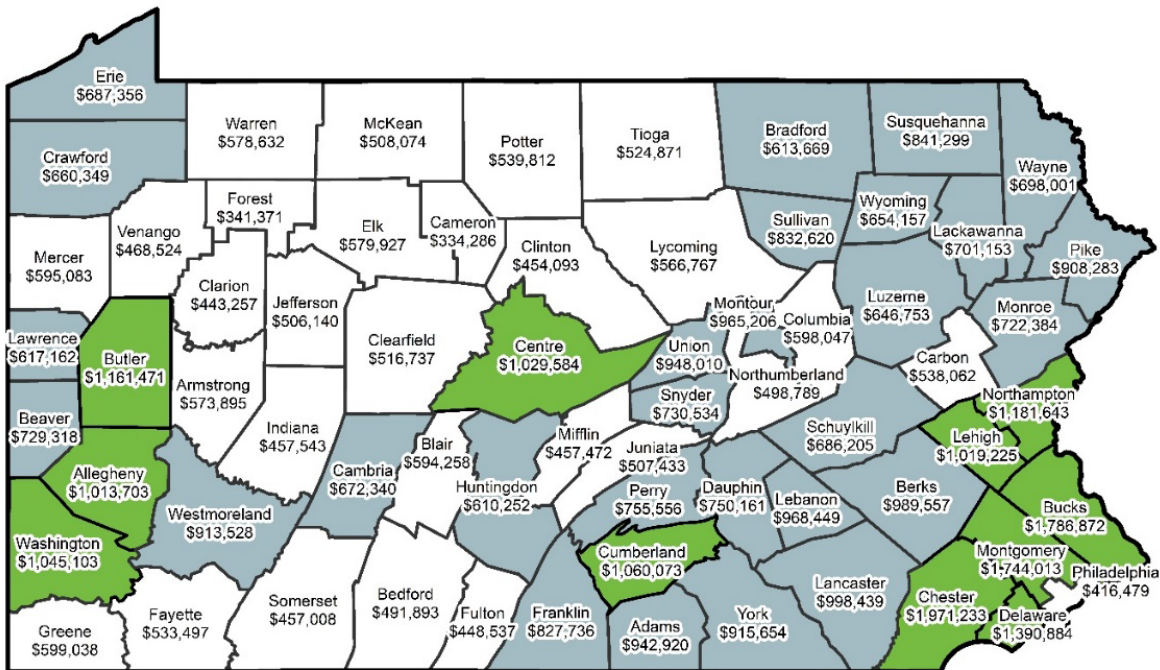 Erie
$687,356
Warren
$578,632
McKean
$508,074
Potter
$539,812
Tioga
$524,871
Bradford
$613,669
Susquehanna
$841,299
Wayne
$698,001
Crawford
$660,349
Forest
$341,371
Elk
$579,927
Cameron
$334,286
Sullivan
$832,620
Wyoming
$654,157
Lackawanna
$701,153
Pike
$908,283
Mercer
$595,083
Venango
$468,524
Clarion
$443,257
Jefferson
$506,140
Clinton
$454,093
Lycoming
$566,767
Luzerne
$646,753
Monroe
$722,384
Lawrence
$617,162
Butler
$1,161,471
Clearfield
$516,737
Centre
$1,029,584
Montour
$965,206
Columbia
$598,047
Union
$948,010
Carbon
$538,062
Northumberland
$498,789
Northampton
$1,181,643
Armstrong
$573,895
Snyder
$730,534
Beaver
$729,318
Indiana
$457,543
Schuylkill
$686,205
Lehigh
$1,019,225
Blair
$594,258
Mifflin
$457,472
Juniata
$507,433
Allegheny
$1,013,703
Cambria
$672,340
Huntingdon
$610,252
Perry
$755,556
Dauphin
$750,161
Lebanon
$968,449
Berks
$989,557
Bucks
$1,786,872
Westmoreland
$913,528
Washington
$1,045,103
Cumberland
$1,060,073
Montgomery
$1,744,013
Philadelphia
$416,479
Lancaster
$998,439
Chester
$1,971,233
Delaware
$1,390,884
Greene
$599,038
Fayette
$533,497
Somerset
$457,008
Bedford
$491,893
Fulton
$448,537
Franklin
$827,736
Adams
$942,920
York
$915,654